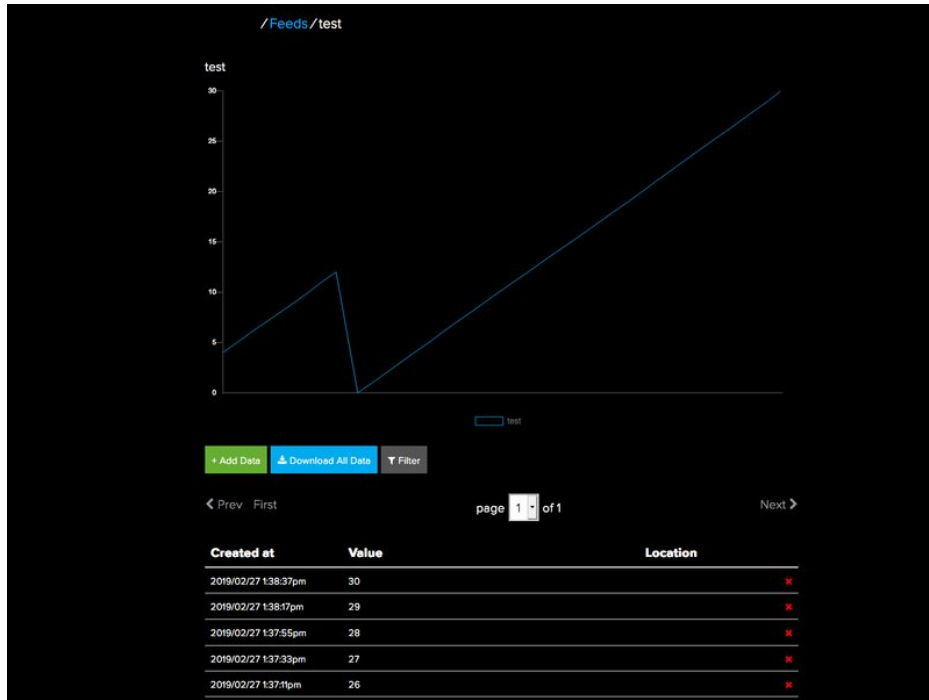 /Feeds/test
test
30
25
20
15
10
5
0
test
+ Add Data Download All Data Filter
Prev First page 1 of 1 Next
Created at Value Location
2019/02/27 1:38:37pm 30
2019/02/27 1:38:17pm 29
2019/02/27 1:37:55pm 28
2019/02/27 1:37:33pm 27
2019/02/27 1:37:11pm 26